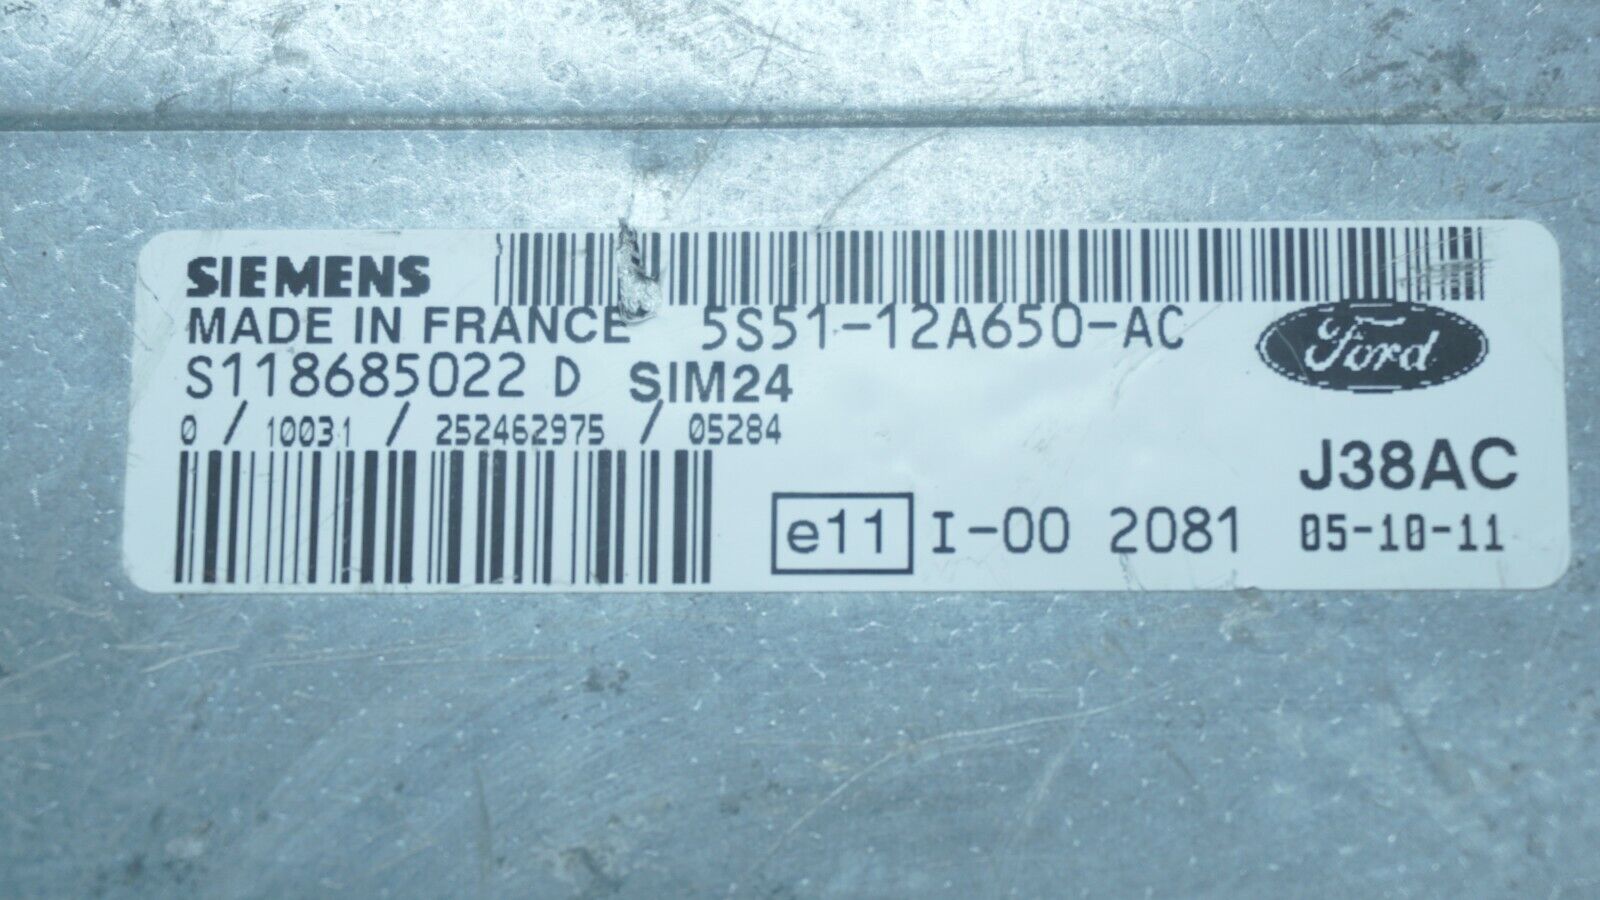 SIEMENS
MADE IN FRANCE 5S51-12A650-AC
Ford
S118685022 D SIM24
0 / 10031 / 252462975 / 05284
J38AC
e11 I-00 2081 05-10-11